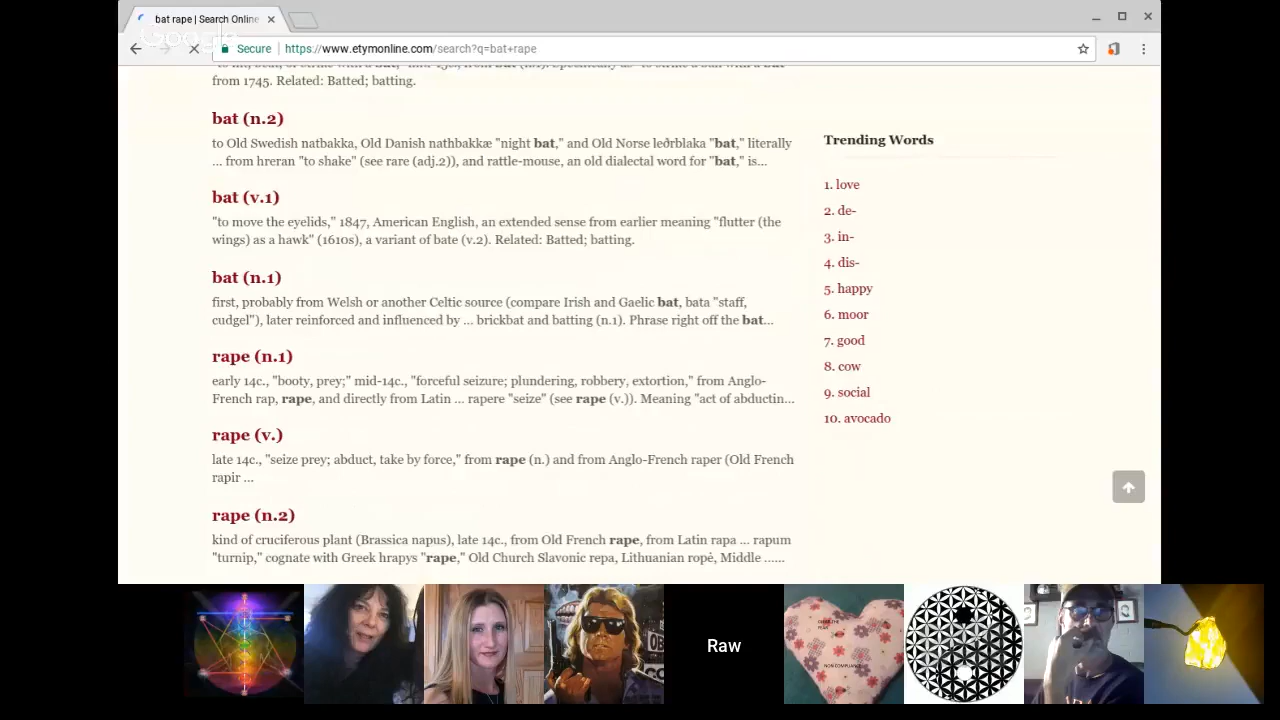 bat rape | Search Online
Google
Secure https://www.etymonline.com/search?q=bat+rape
from 1745. Related: Batted; batting.
bat (n.2)
to Old Swedish natbakka, Old Danish nathbakkæ "night bat," and Old Norse leðrblaka "bat," literally
... from hreran "to shake" (see rare (adj.2)), and rattle-mouse, an old dialectal word for "bat," is...
bat (v.1)
"to move the eyelids," 1847, American English, an extended sense from earlier meaning "flutter (the
wings) as a hawk" (1610s), a variant of bate (v.2). Related: Batted; batting.
bat (n.1)
first, probably from Welsh or another Celtic source (compare Irish and Gaelic bat, bata "staff,
cudgel"), later reinforced and influenced by ... brickbat and batting (n.1). Phrase right off the bat...
rape (n.1)
early 14c., "booty, prey;" mid-14c., "forceful seizure; plundering, robbery, extortion," from Anglo-
French rap, rape, and directly from Latin ... rapere "seize" (see rape (v.)). Meaning "act of abductin...
rape (v.)
late 14c., "seize prey; abduct, take by force," from rape (n.) and from Anglo-French raper (Old French
rapir ...
rape (n.2)
kind of cruciferous plant (Brassica napus), late 14c., from Old French rape, from Latin rapa ... rapum
"turnip," cognate with Greek hrapys "rape," Old Church Slavonic repa, Lithuanian ropė, Middle ......
Trending Words
1. love
2. de-
3. in-
4. dis-
5. happy
6. moor
7. good
8. cow
9. social
10. avocado
Raw
NON COMPLIANCE